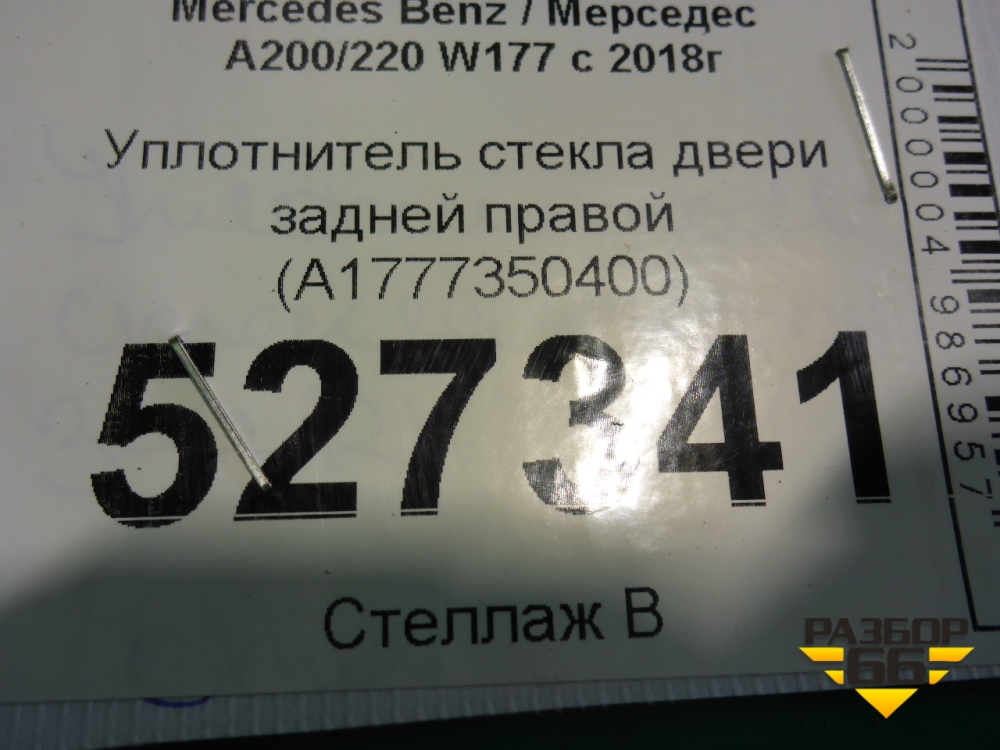 Mercedes Benz / Мерседес
A200/220 W177 с 2018г
Уплотнитель стекла двери
задней правой
(A1777350400)
527341
Стеллаж В
2000004986957
РАЗБОР
66